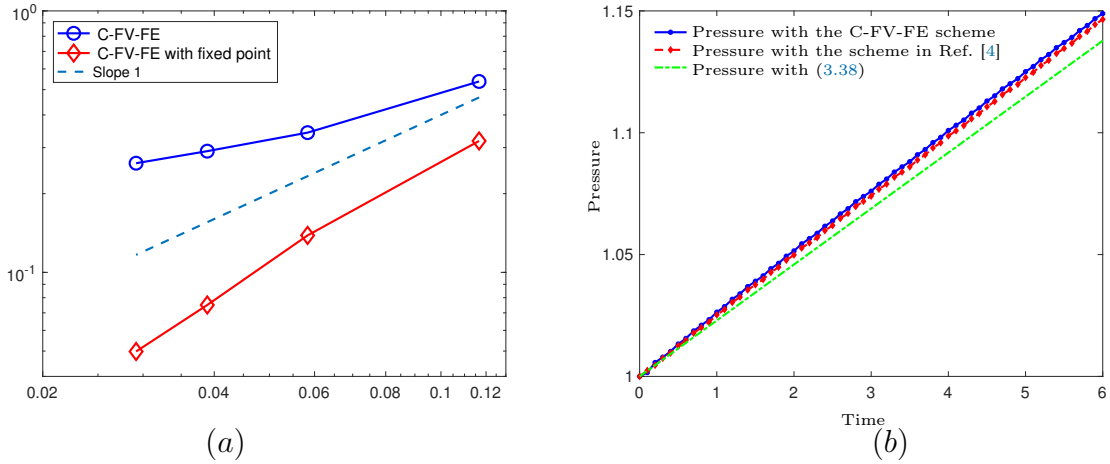 10^0
C-FV-FE
C-FV-FE with fixed point
Slope 1
10^-1
0.02 0.04 0.06 0.08 0.1 0.12
(a)
1.15
Pressure with the C-FV-FE scheme
Pressure with the scheme in Ref. [4]
Pressure with (3.38)
1.1
Pressure
1.05
1
0 1 2 3 4 5 6
Time
(b)